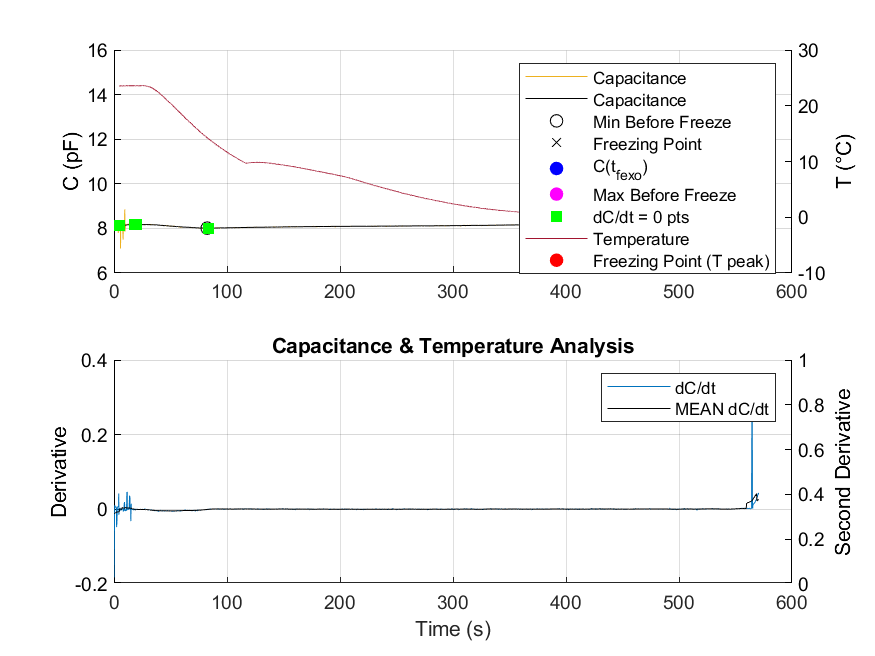 16
14
12
10
8
6
C (pF)
30
20
10
0
-10
T (°C)
Capacitance
Capacitance
Min Before Freeze
Freezing Point
C(t_fexo)
Max Before Freeze
dC/dt = 0 pts
Temperature
Freezing Point (T peak)
0 100 200 300 400 500 600
Capacitance & Temperature Analysis
0.4
0.2
0
-0.2
Derivative
1
0.8
0.6
0.4
0.2
0
Second Derivative
dC/dt
MEAN dC/dt
0 100 200 300 400 500 600
Time (s)